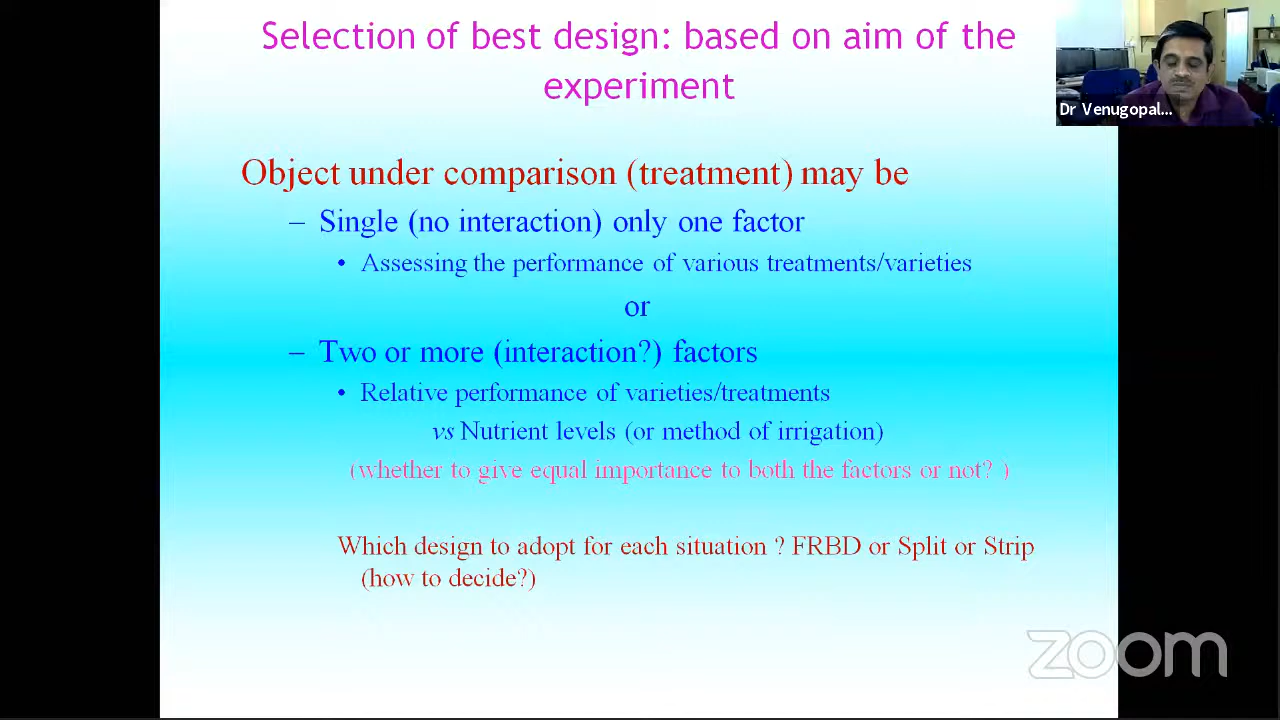 Selection of best design: based on aim of the
experiment
Dr Venugopal...
Object under comparison (treatment) may be
– Single (no interaction) only one factor
• Assessing the performance of various treatments/varieties
or
– Two or more (interaction?) factors
• Relative performance of varieties/treatments
vs Nutrient levels (or method of irrigation)
(whether to give equal importance to both the factors or not? )
Which design to adopt for each situation ? FRBD or Split or Strip
(how to decide?)
zoom